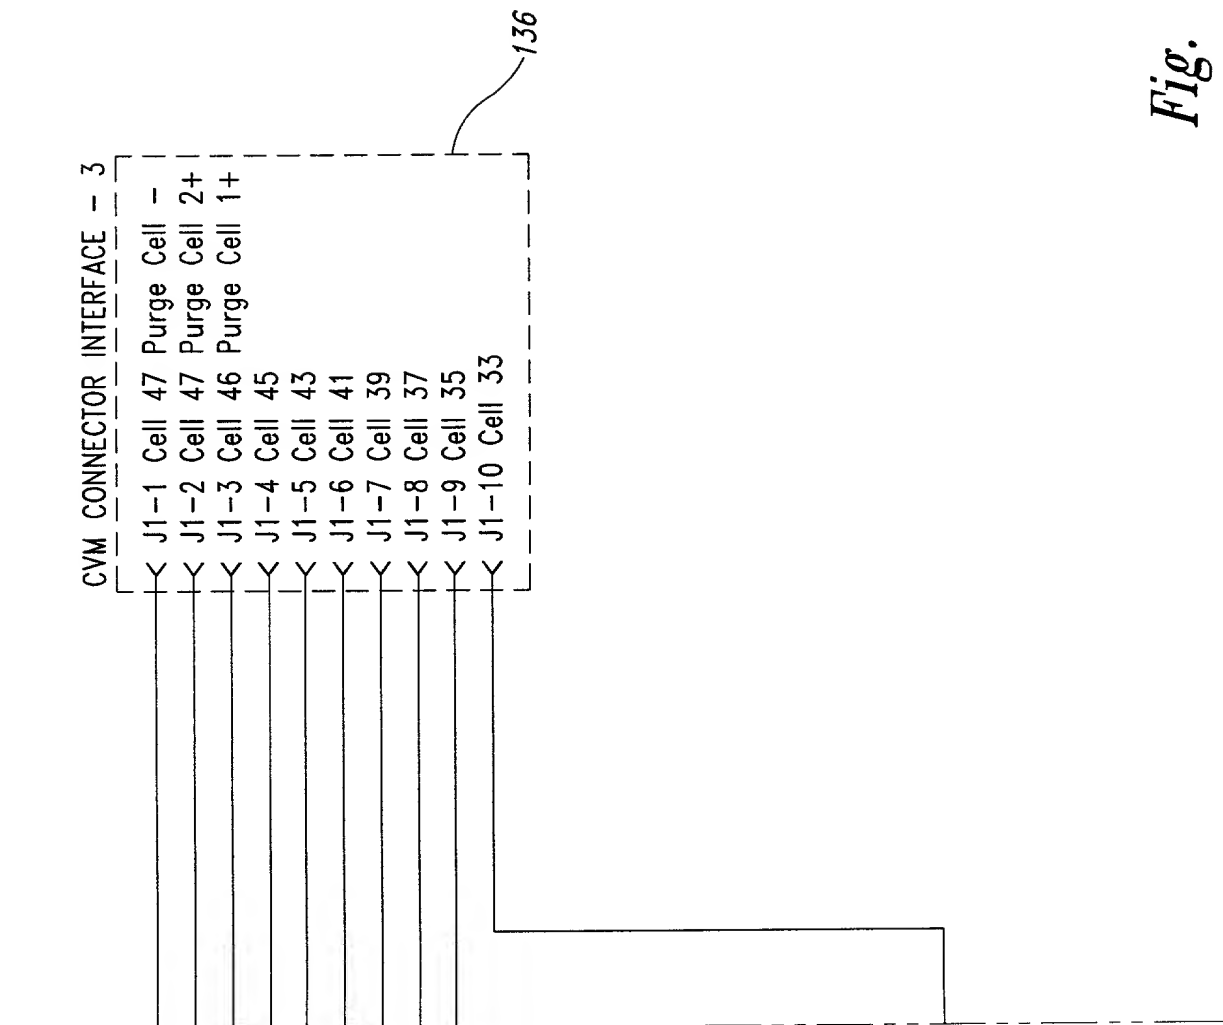 CVM CONNECTOR INTERFACE - 3
J1-1 Cell 47 Purge Cell -
J1-2 Cell 47 Purge Cell 2+
J1-3 Cell 46 Purge Cell 1+
J1-4 Cell 45
J1-5 Cell 43
J1-6 Cell 41
J1-7 Cell 39
J1-8 Cell 37
J1-9 Cell 35
J1-10 Cell 33
136
Fig.